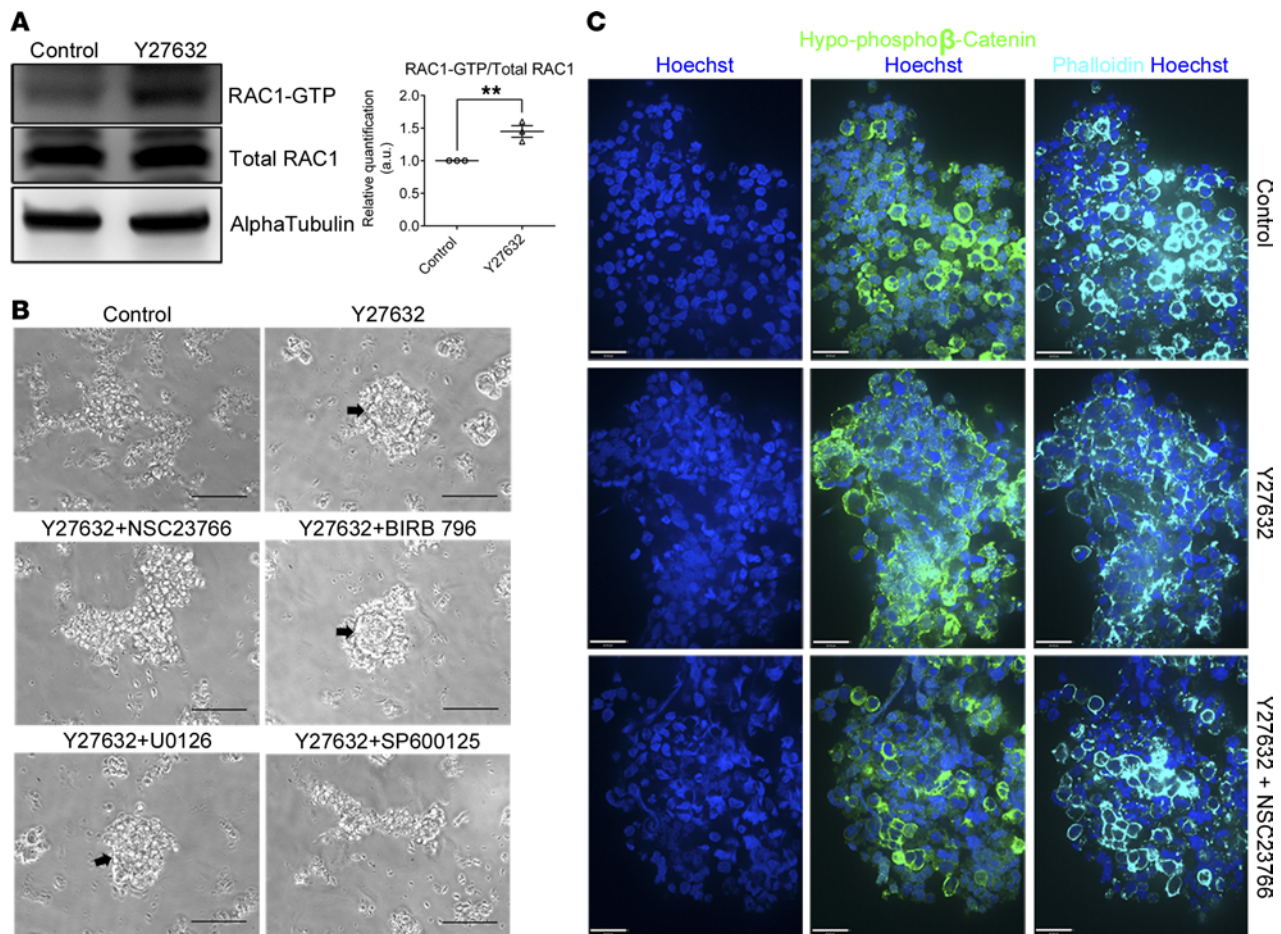 A
Control
Y27632
RAC1-GTP
Total RAC1
AlphaTubulin
RAC1-GTP/Total RAC1
**
Relative quantification
(a.u.)
2.0
1.5
1.0
0.5
0.0
Control
Y27632
B
Control
Y27632
Y27632+NSC23766
Y27632+BIRB 796
Y27632+U0126
Y27632+SP600125
C
Hypo-phosphoβ-Catenin
Hoechst
Hoechst
Phalloidin Hoechst
Control
Y27632
Y27632 + NSC23766